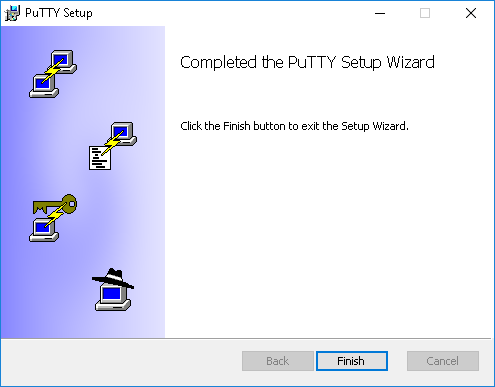 PuTTY Setup
Completed the PuTTY Setup Wizard
Click the Finish button to exit the Setup Wizard.
Back
Finish
Cancel